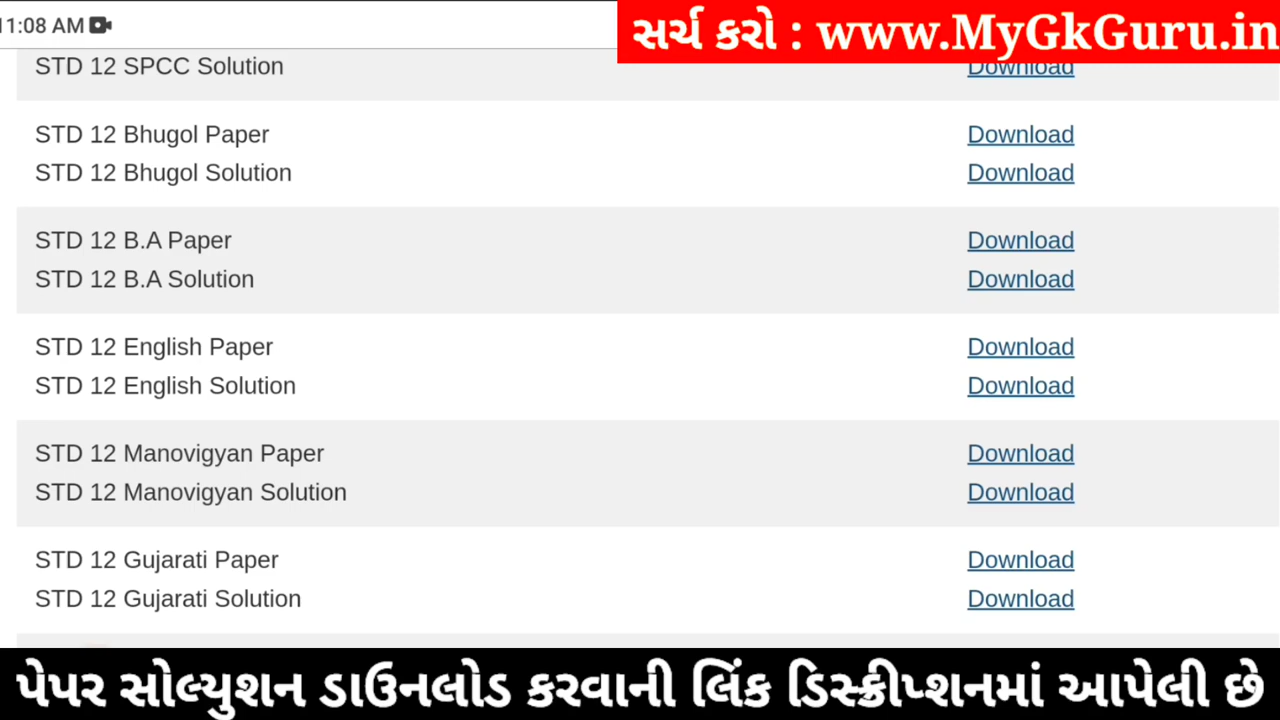 11:08 AM
સર્ચ કરો : www.MyGkGuru.in
STD 12 SPCC Solution Download
STD 12 Bhugol Paper Download
STD 12 Bhugol Solution Download
STD 12 B.A Paper Download
STD 12 B.A Solution Download
STD 12 English Paper Download
STD 12 English Solution Download
STD 12 Manovigyan Paper Download
STD 12 Manovigyan Solution Download
STD 12 Gujarati Paper Download
STD 12 Gujarati Solution Download
પેપર સોલ્યુશન ડાઉનલોડ કરવાની લિંક ડિસ્ક્રીપ્શનમાં આપેલી છે